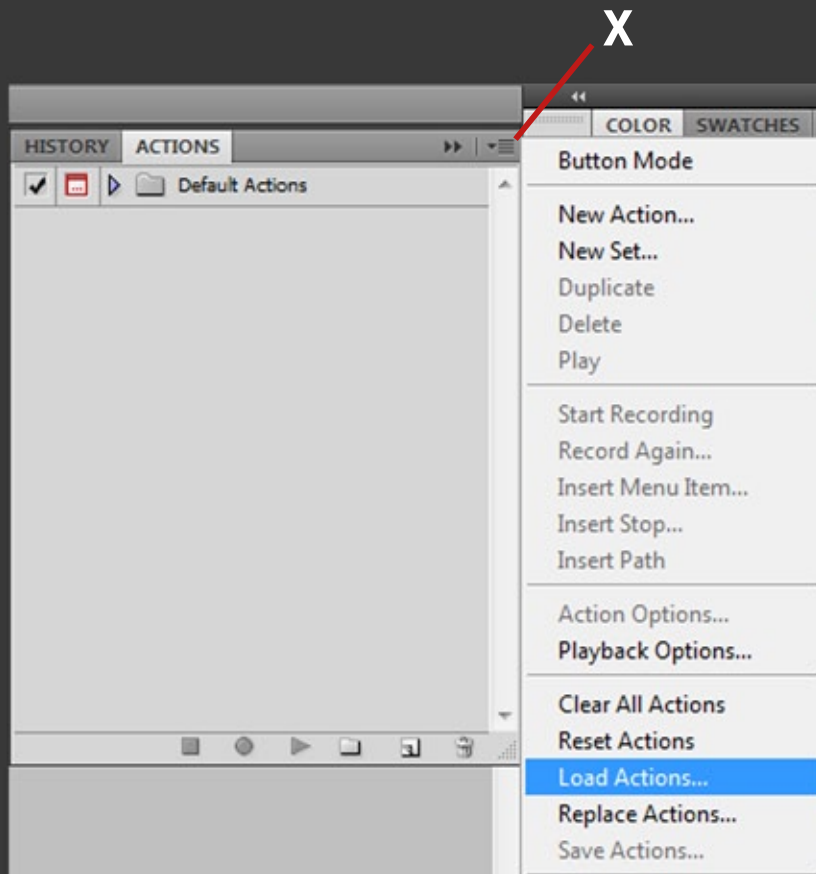 X
COLOR SWATCHES
HISTORY ACTIONS
Button Mode
Default Actions
New Action...
New Set...
Duplicate
Delete
Play
Start Recording
Record Again...
Insert Menu Item...
Insert Stop...
Insert Path
Action Options...
Playback Options...
Clear All Actions
Reset Actions
Load Actions...
Replace Actions...
Save Actions...